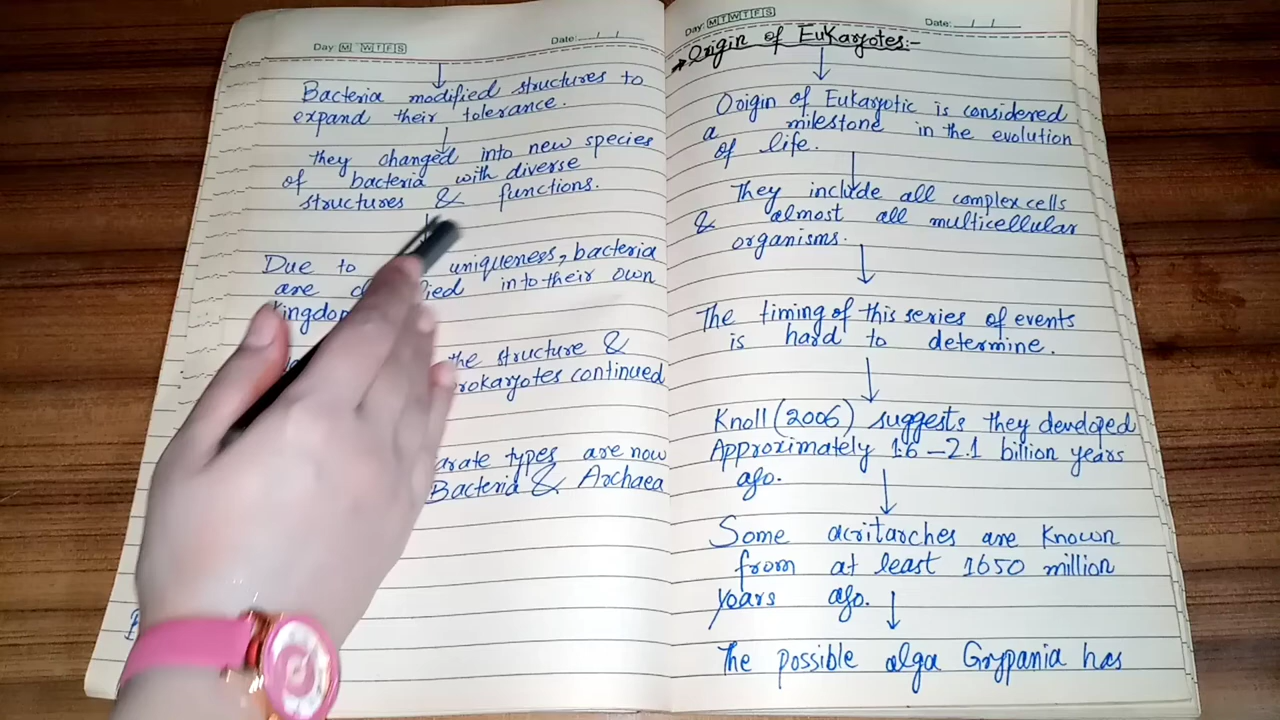 Day: M T W T F S
Date: / /
Bacteria modified structures to
expand their tolerance.
they changed into new species
of bacteria with diverse
structures & functions.
Due to uniqueness, bacteria
are into their own
the structure &
prokaryotes continued
types are now
Bacteria & Archaea
Day: M T W T F S
Date: / /
Origin of Eukaryotes:-
Origin of Eukaryotic is considered
a milestone in the evolution
of life.
They include all complex cells
& almost all multicellular
organisms.
The timing of this series of events
is hard to determine.
Knoll (2006) suggests they developed
Approximately 1.6 – 2.1 billion years
ago.
Some acritarches are known
from at least 1650 million
years ago.
The possible alga Grypania has